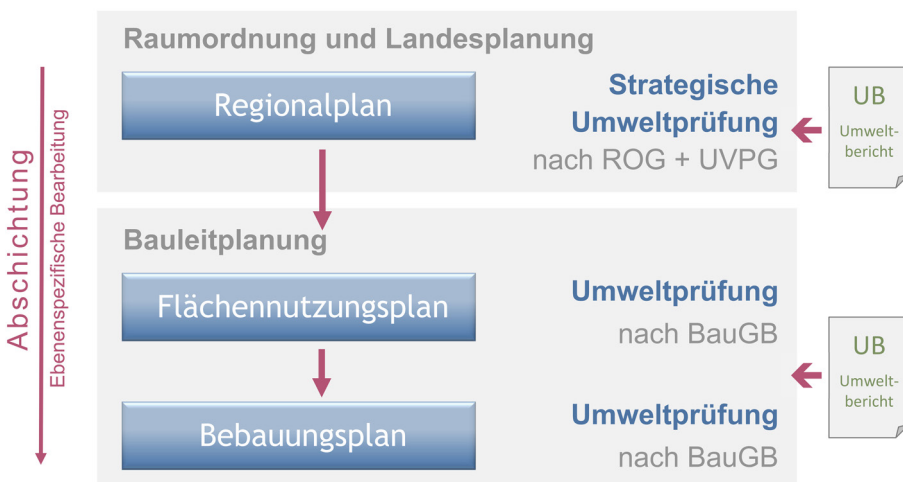 Raumordnung und Landesplanung
Regionalplan
Strategische
Umweltprüfung
nach ROG + UVPG
UB
Umwelt-
bericht
Abschichtung
Ebenenspezifische Bearbeitung
Bauleitplanung
Flächennutzungsplan
Umweltprüfung
nach BauGB
UB
Umwelt-
bericht
Bebauungsplan
Umweltprüfung
nach BauGB